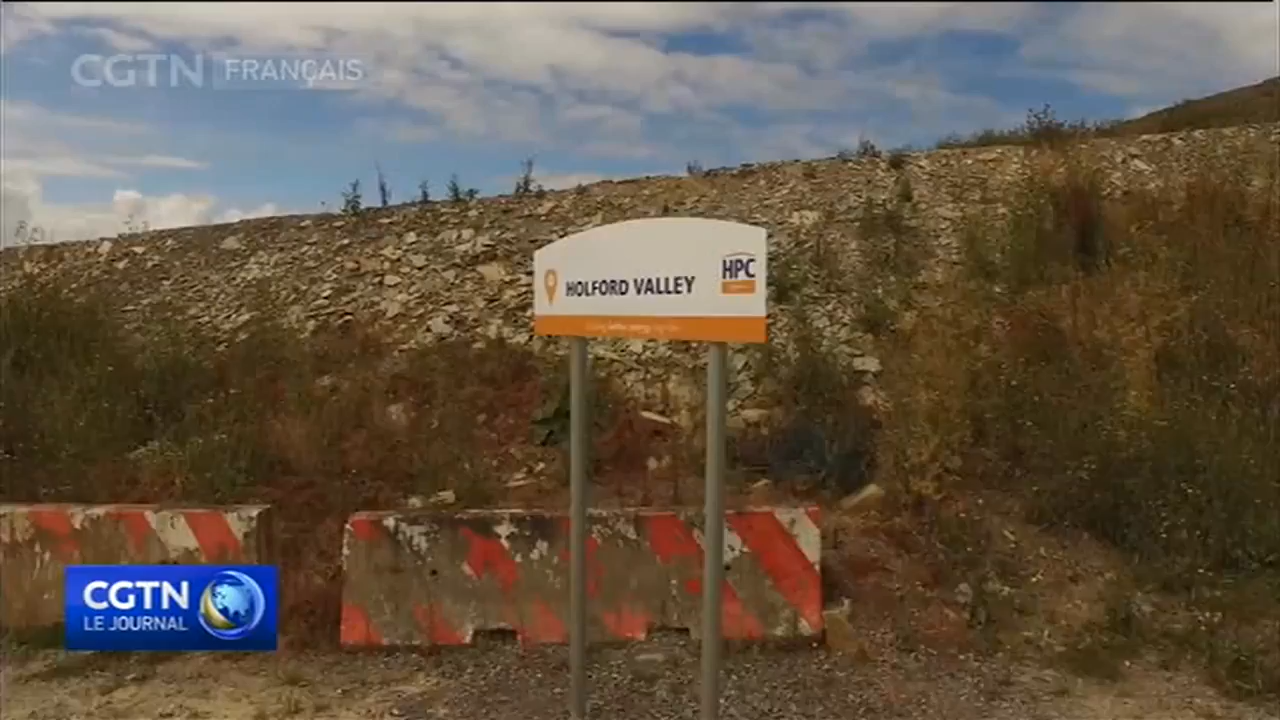 CGTN FRANÇAIS
HOLFORD VALLEY
HPC
CGTN
LE JOURNAL